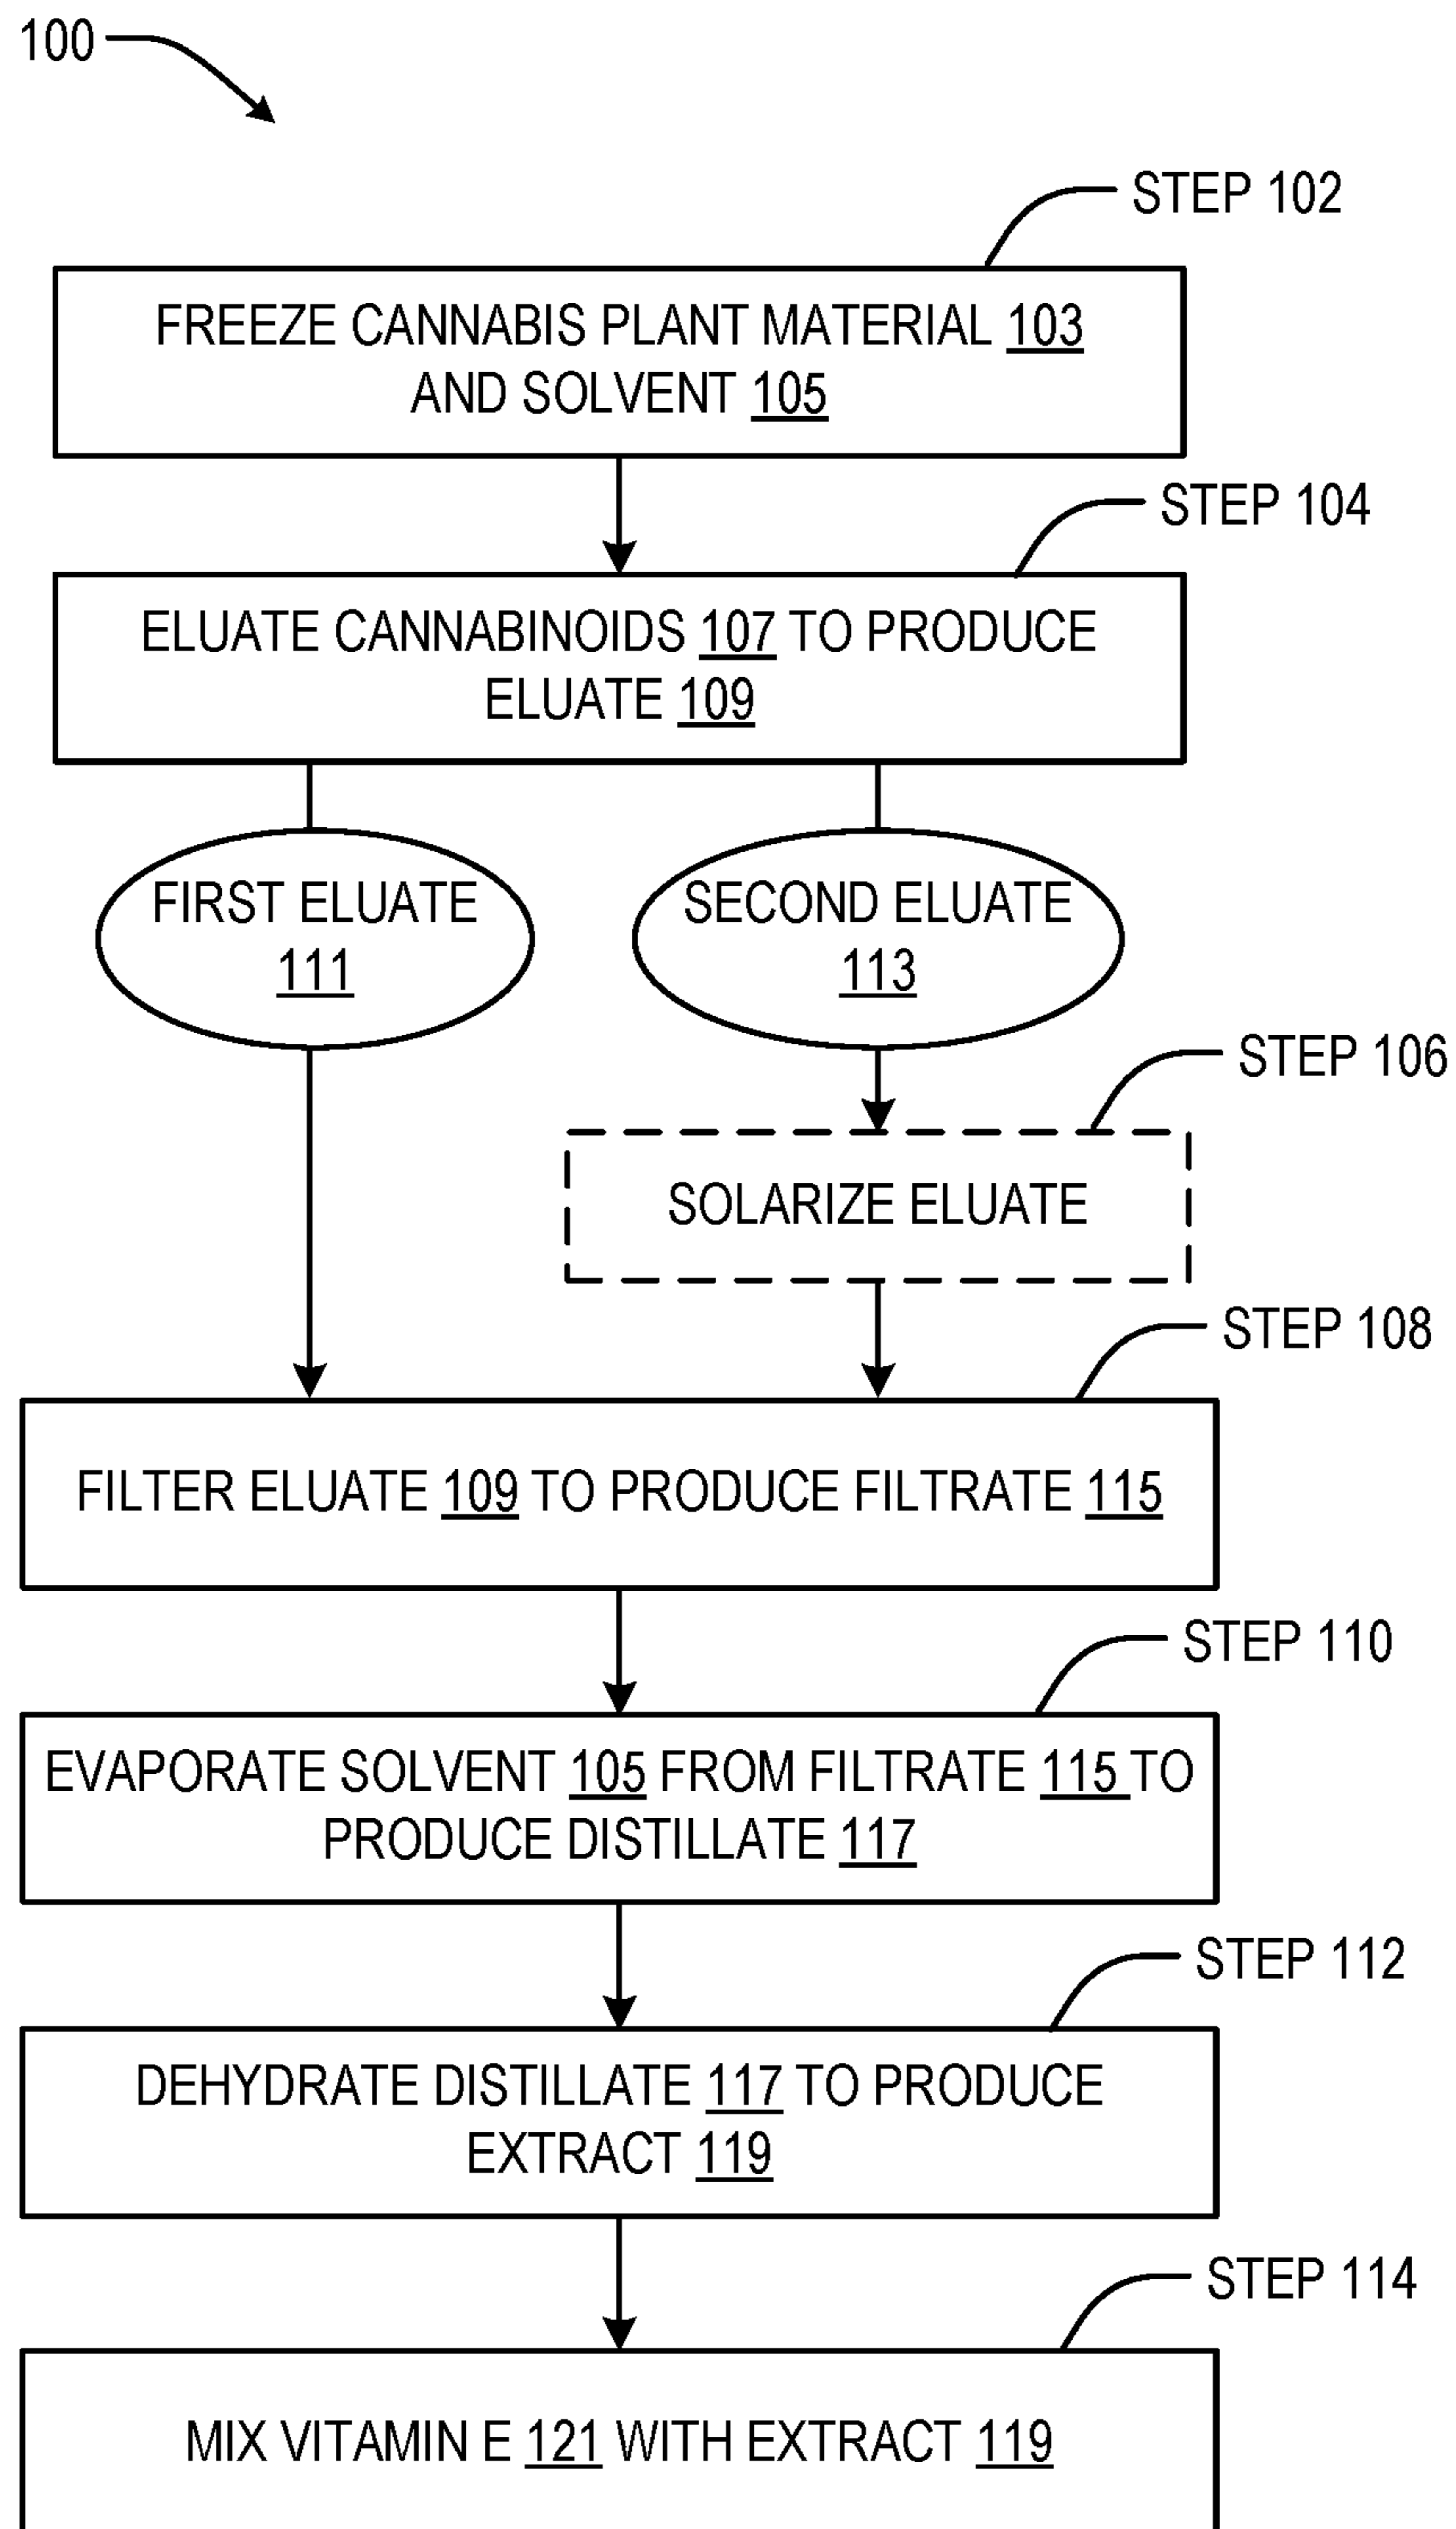 100
STEP 102
FREEZE CANNABIS PLANT MATERIAL 103
AND SOLVENT 105
STEP 104
ELUATE CANNABINOIDS 107 TO PRODUCE
ELUATE 109
FIRST ELUATE
111
SECOND ELUATE
113
STEP 106
SOLARIZE ELUATE
STEP 108
FILTER ELUATE 109 TO PRODUCE FILTRATE 115
STEP 110
EVAPORATE SOLVENT 105 FROM FILTRATE 115 TO
PRODUCE DISTILLATE 117
STEP 112
DEHYDRATE DISTILLATE 117 TO PRODUCE
EXTRACT 119
STEP 114
MIX VITAMIN E 121 WITH EXTRACT 119